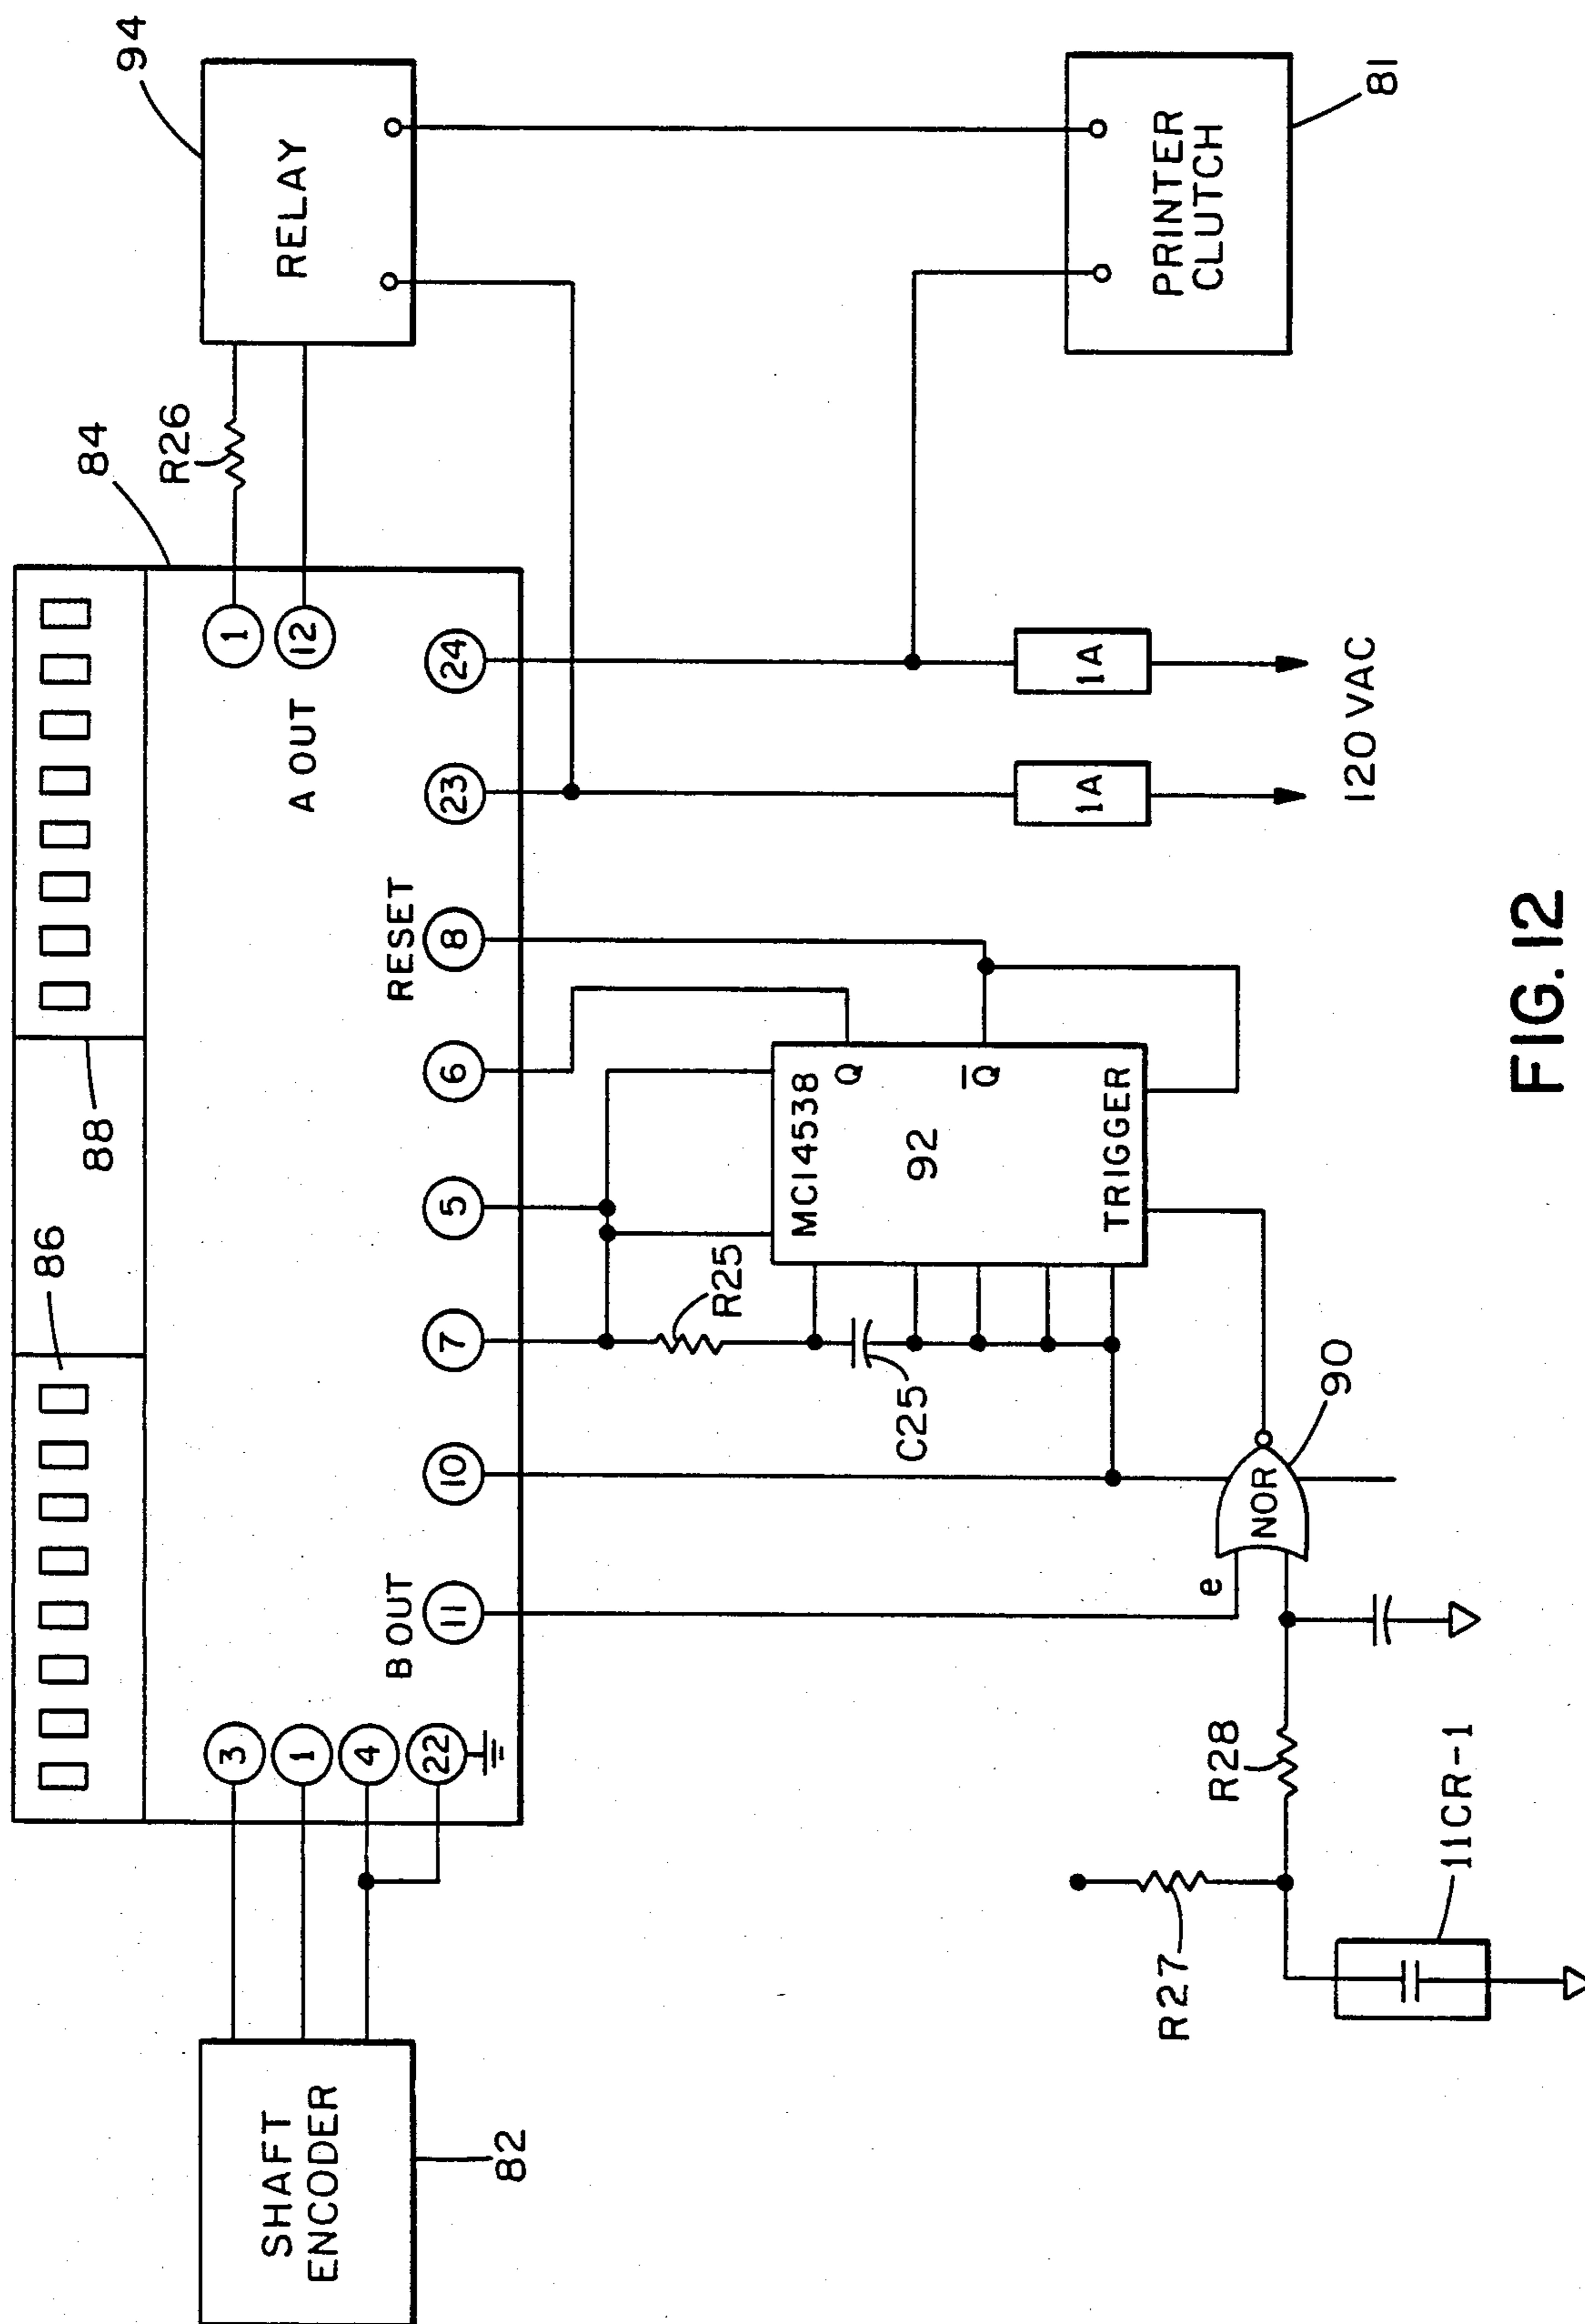 86
88
84
94
SHAFT
ENCODER
82
3
1
4
22
B OUT
11
10
7
5
6
RESET
8
23
24
A OUT
1
12
R26
RELAY
R25
C25
MC14538
Q
Q̅
92
TRIGGER
1A
1A
120 VAC
PRINTER
CLUTCH
81
R27
R28
e
NOR
90
11CR-1
FIG. 12